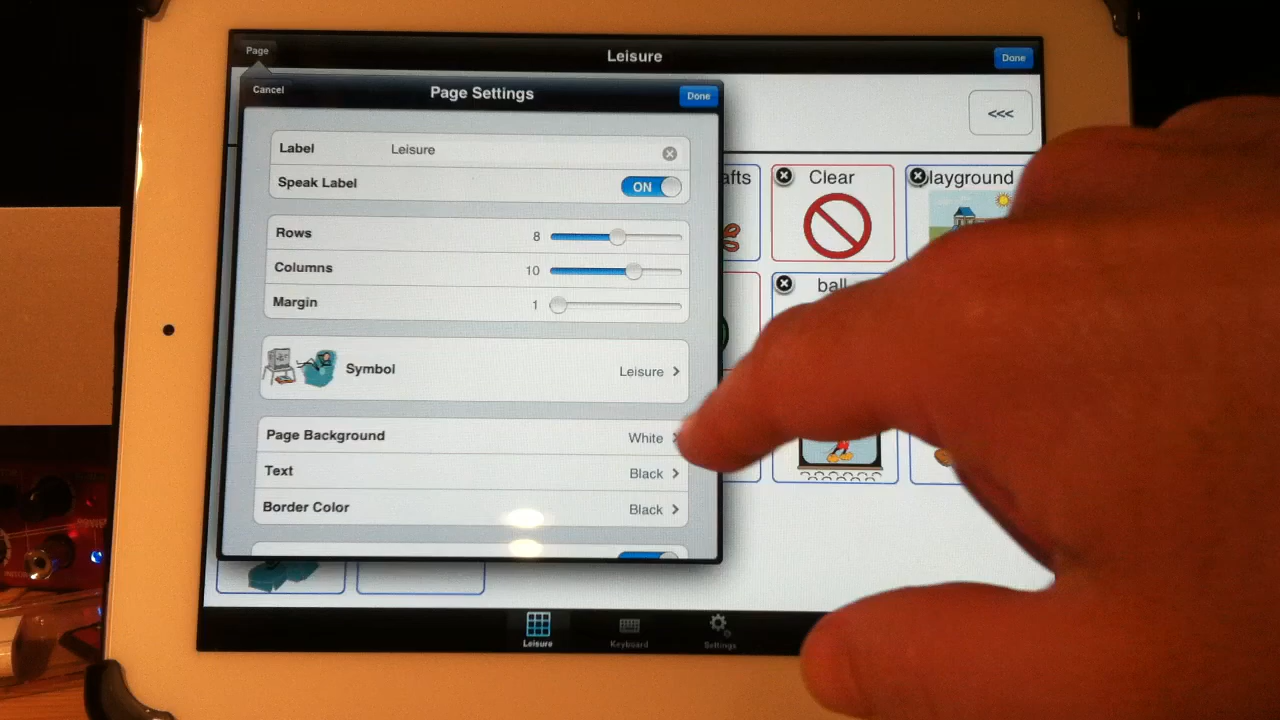 Page
Leisure
Done
Cancel
Page Settings
Done
<<<
Label Leisure
Speak Label ON
Rows 8
Columns 10
Margin 1
Symbol Leisure
Page Background White
Text Black
Border Color Black
afts
Clear
layground
ball
Leisure
Keyboard
Settings